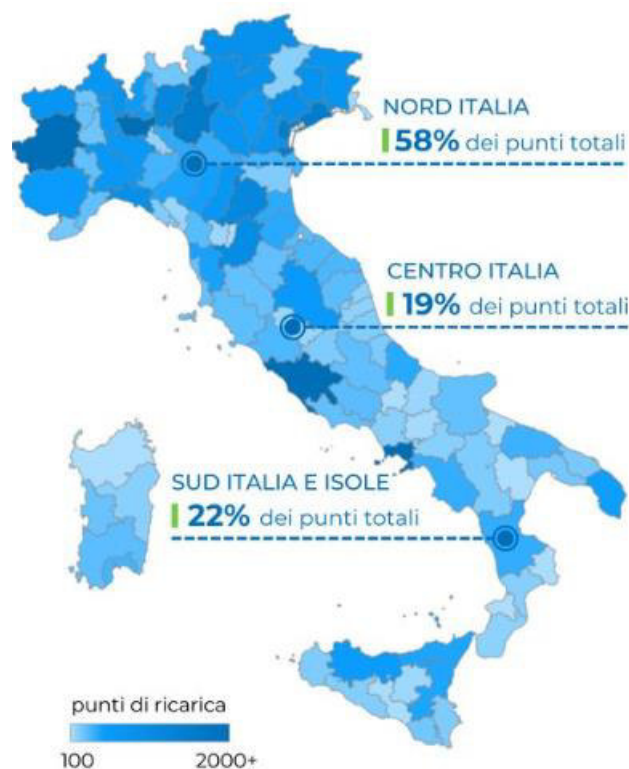 NORD ITALIA
58% dei punti totali
CENTRO ITALIA
19% dei punti totali
SUD ITALIA E ISOLE
22% dei punti totali
punti di ricarica
100 2000+